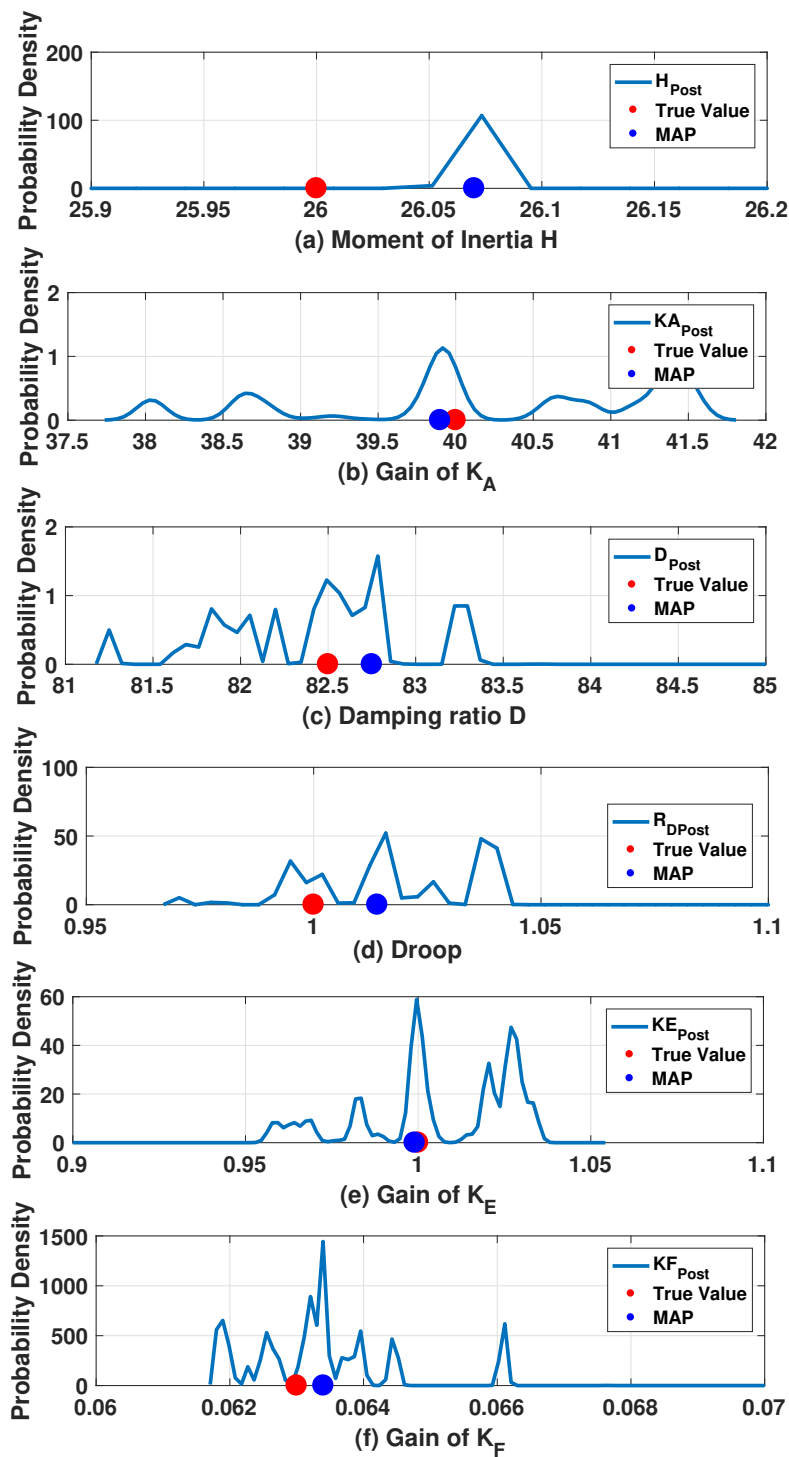 Probability Density
200
100
0
25.9 25.95 26 26.05 26.1 26.15 26.2
(a) Moment of Inertia H
H_Post
True Value
MAP
Probability Density
2
1
0
37.5 38 38.5 39 39.5 40 40.5 41 41.5 42
(b) Gain of K_A
KA_Post
True Value
MAP
Probability Density
2
1
0
81 81.5 82 82.5 83 83.5 84 84.5 85
(c) Damping ratio D
D_Post
True Value
MAP
Probability Density
100
50
0
0.95 1 1.05 1.1
(d) Droop
R_DPost
True Value
MAP
Probability Density
60
40
20
0
0.9 0.95 1 1.05 1.1
(e) Gain of K_E
KE_Post
True Value
MAP
Probability Density
1500
1000
500
0
0.06 0.062 0.064 0.066 0.068 0.07
(f) Gain of K_F
KF_Post
True Value
MAP